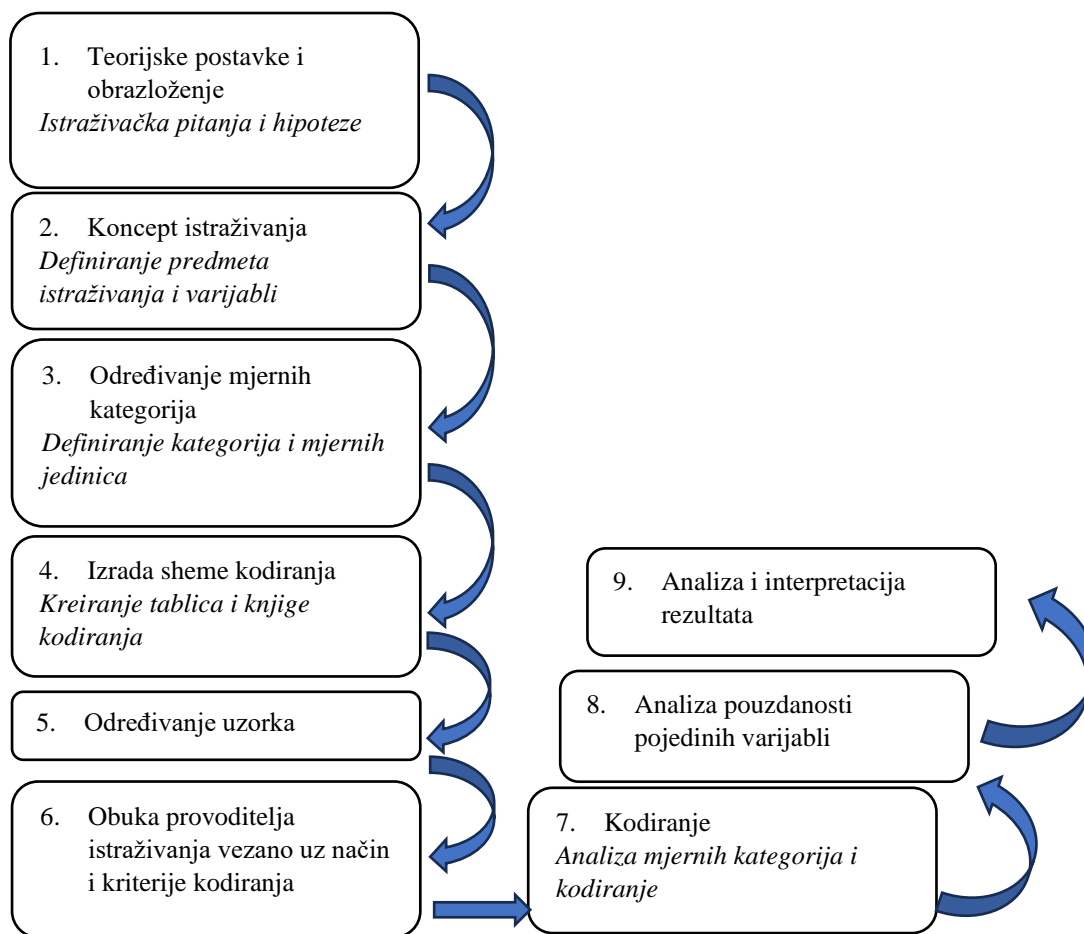 1. Teorijske postavke i
obrazloženje
Istraživačka pitanja i hipoteze
2. Koncept istraživanja
Definiranje predmeta
istraživanja i varijabli
3. Određivanje mjernih
kategorija
Definiranje kategorija i mjernih
jedinica
4. Izrada sheme kodiranja
Kreiranje tablica i knjige
kodiranja
5. Određivanje uzorka
6. Obuka provoditelja
istraživanja vezano uz način
i kriterije kodiranja
7. Kodiranje
Analiza mjernih kategorija i
kodiranje
8. Analiza pouzdanosti
pojedinih varijabli
9. Analiza i interpretacija
rezultata